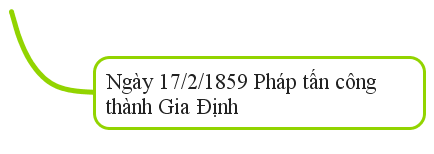 Ngày 17/2/1859 Pháp tấn công
thành Gia Định